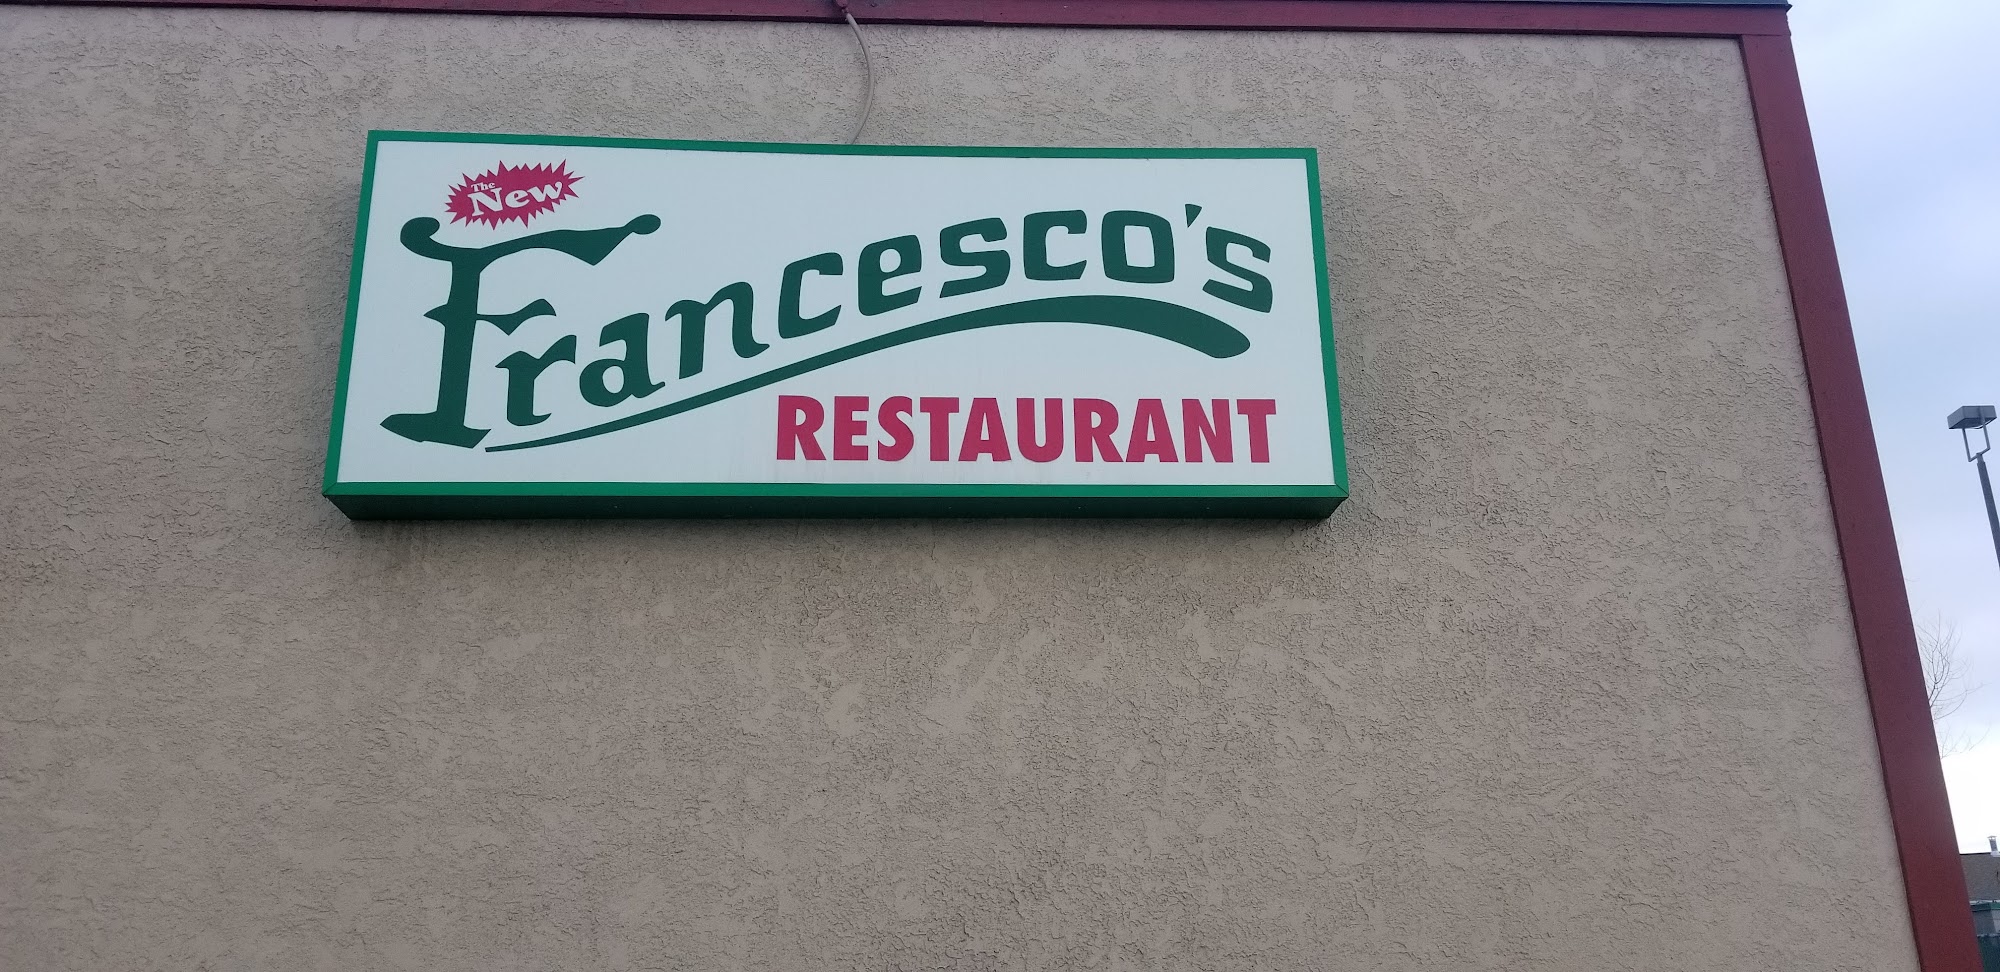 The
New
Francesco's
RESTAURANT